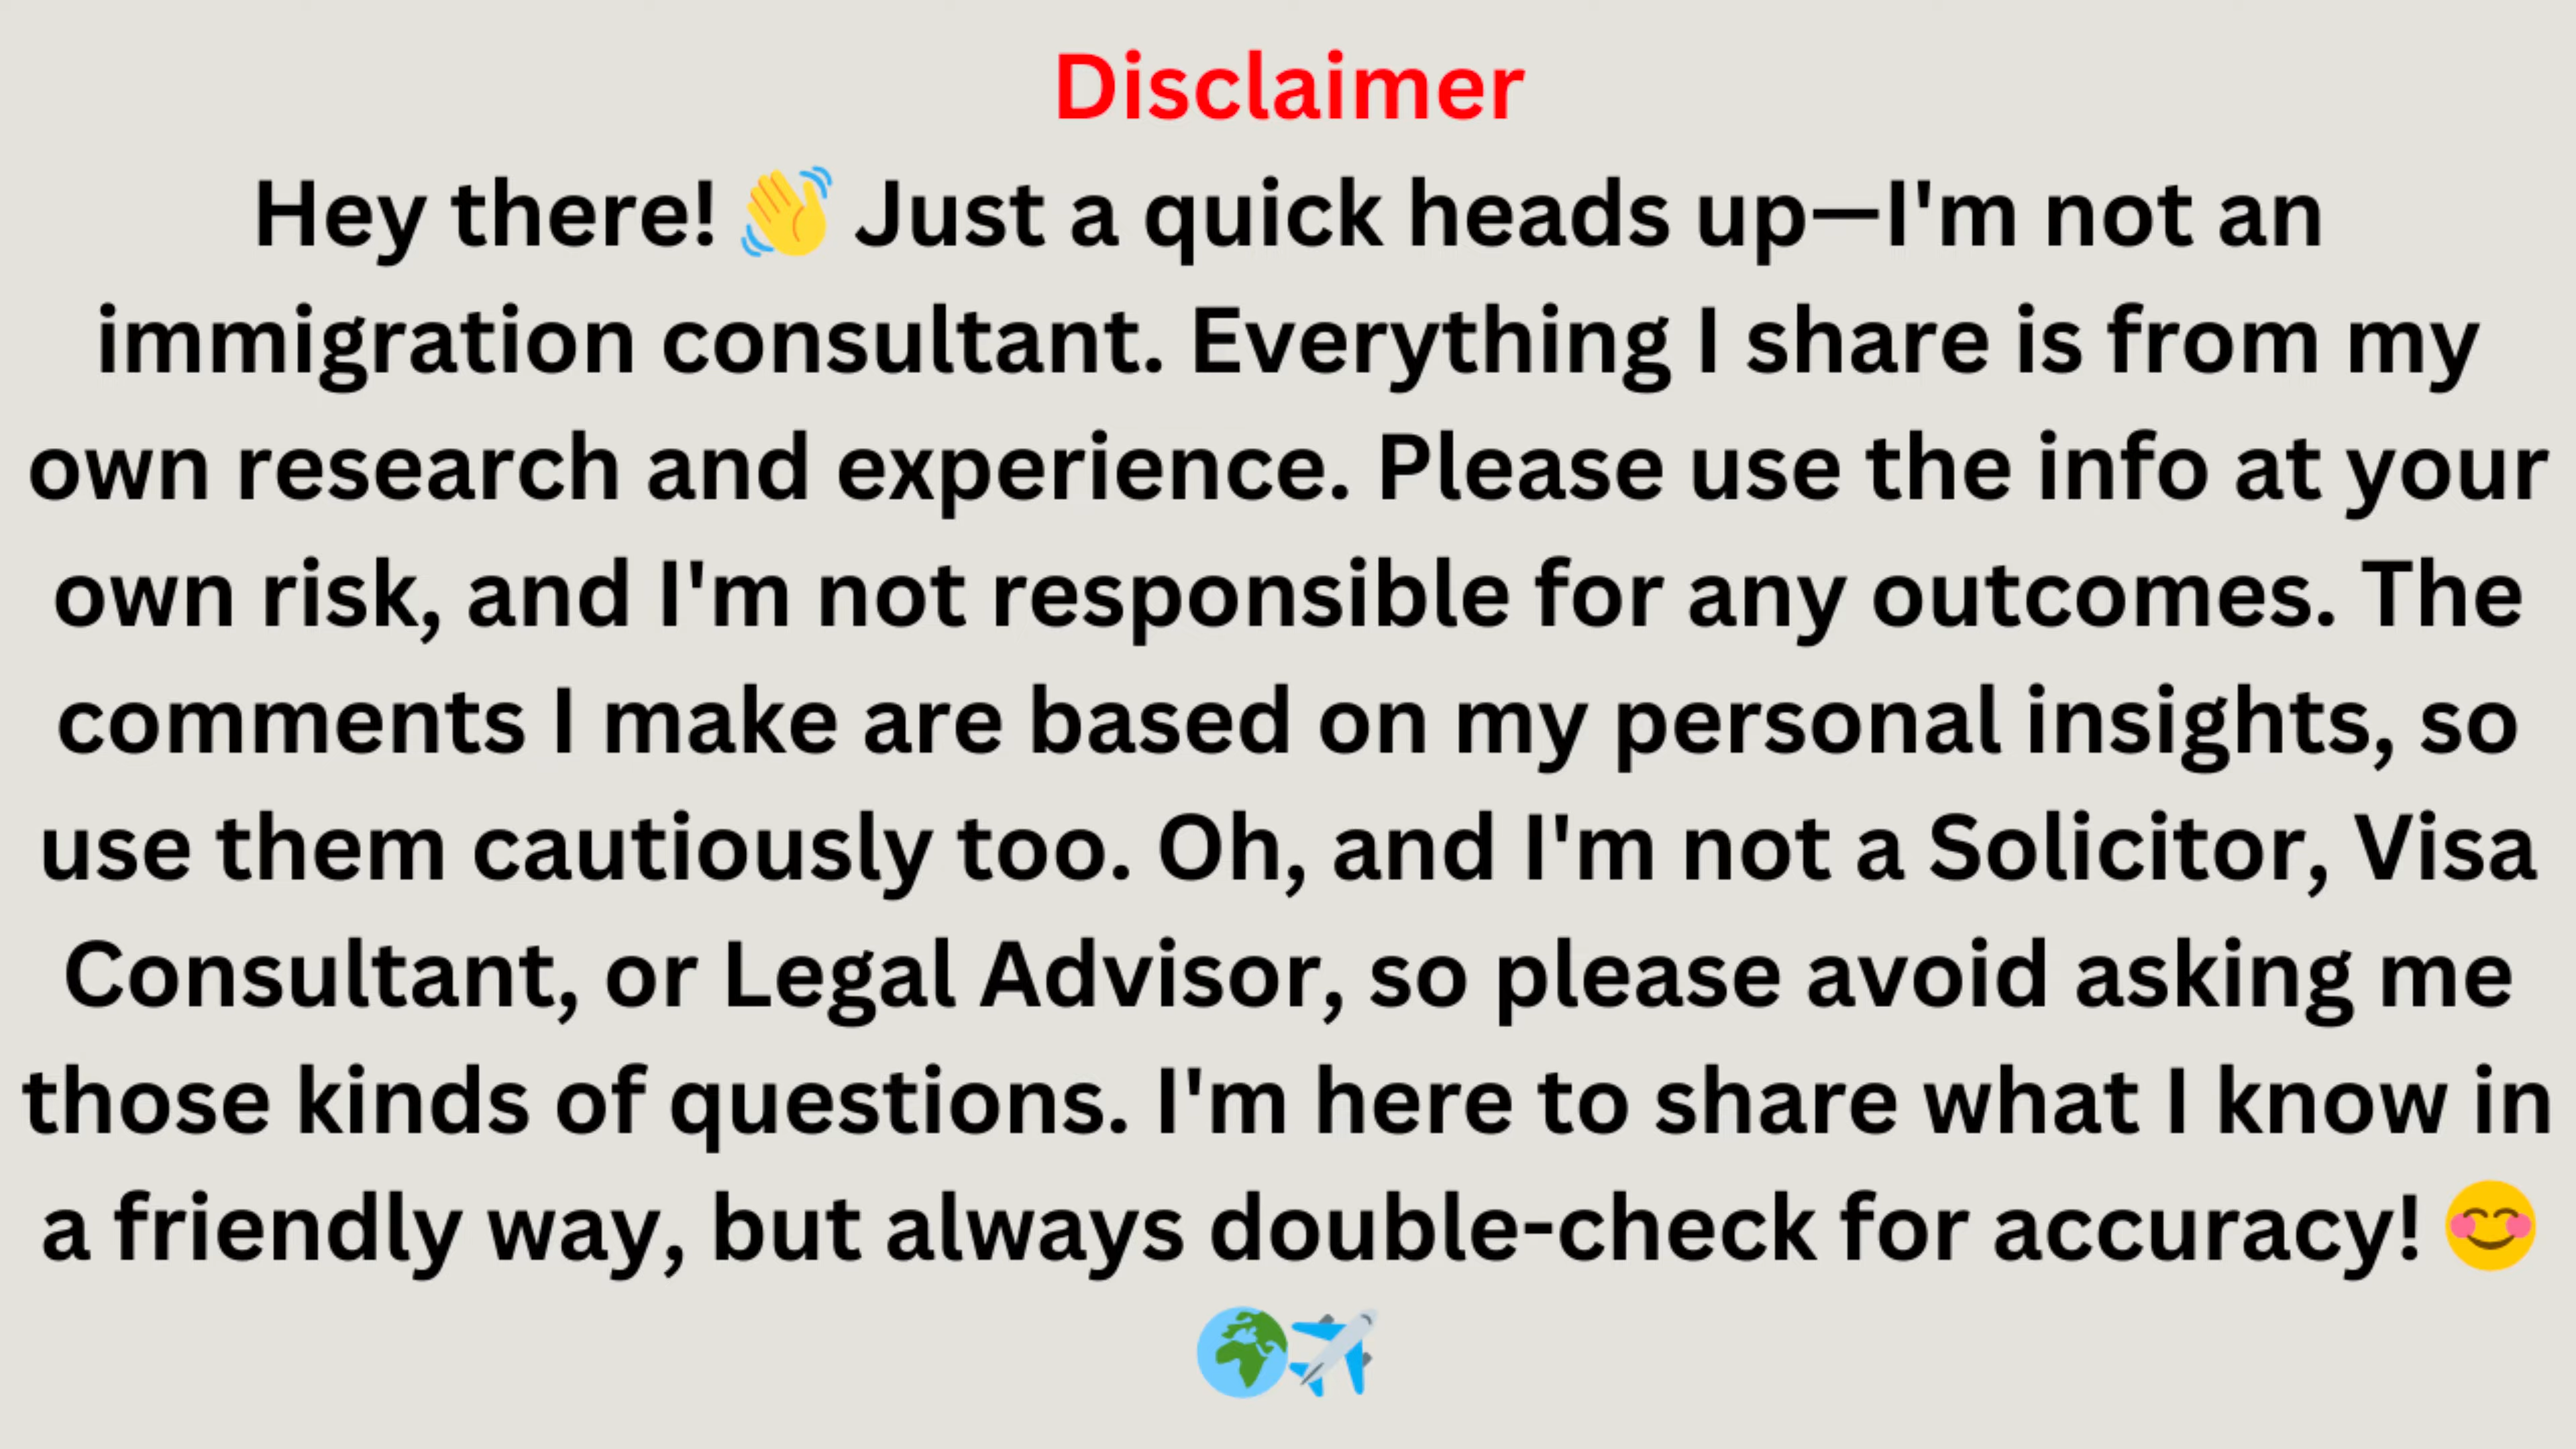 Disclaimer
Hey there! 👋 Just a quick heads up—I'm not an
immigration consultant. Everything I share is from my
own research and experience. Please use the info at your
own risk, and I'm not responsible for any outcomes. The
comments I make are based on my personal insights, so
use them cautiously too. Oh, and I'm not a Solicitor, Visa
Consultant, or Legal Advisor, so please avoid asking me
those kinds of questions. I'm here to share what I know in
a friendly way, but always double-check for accuracy! 😊
🌍✈️